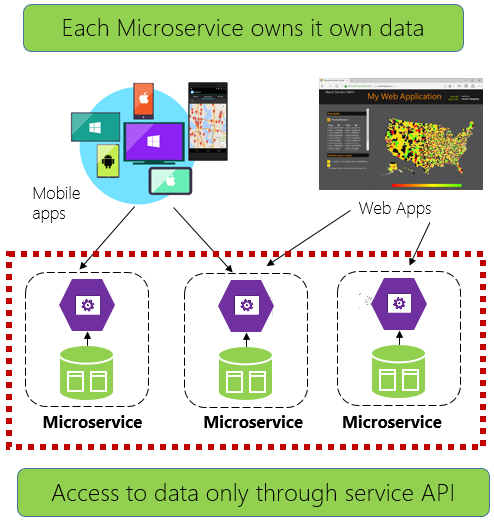 Each Microservice owns it own data
My Web Application
Mobile
apps
Web Apps
Microservice
Microservice
Microservice
Access to data only through service API